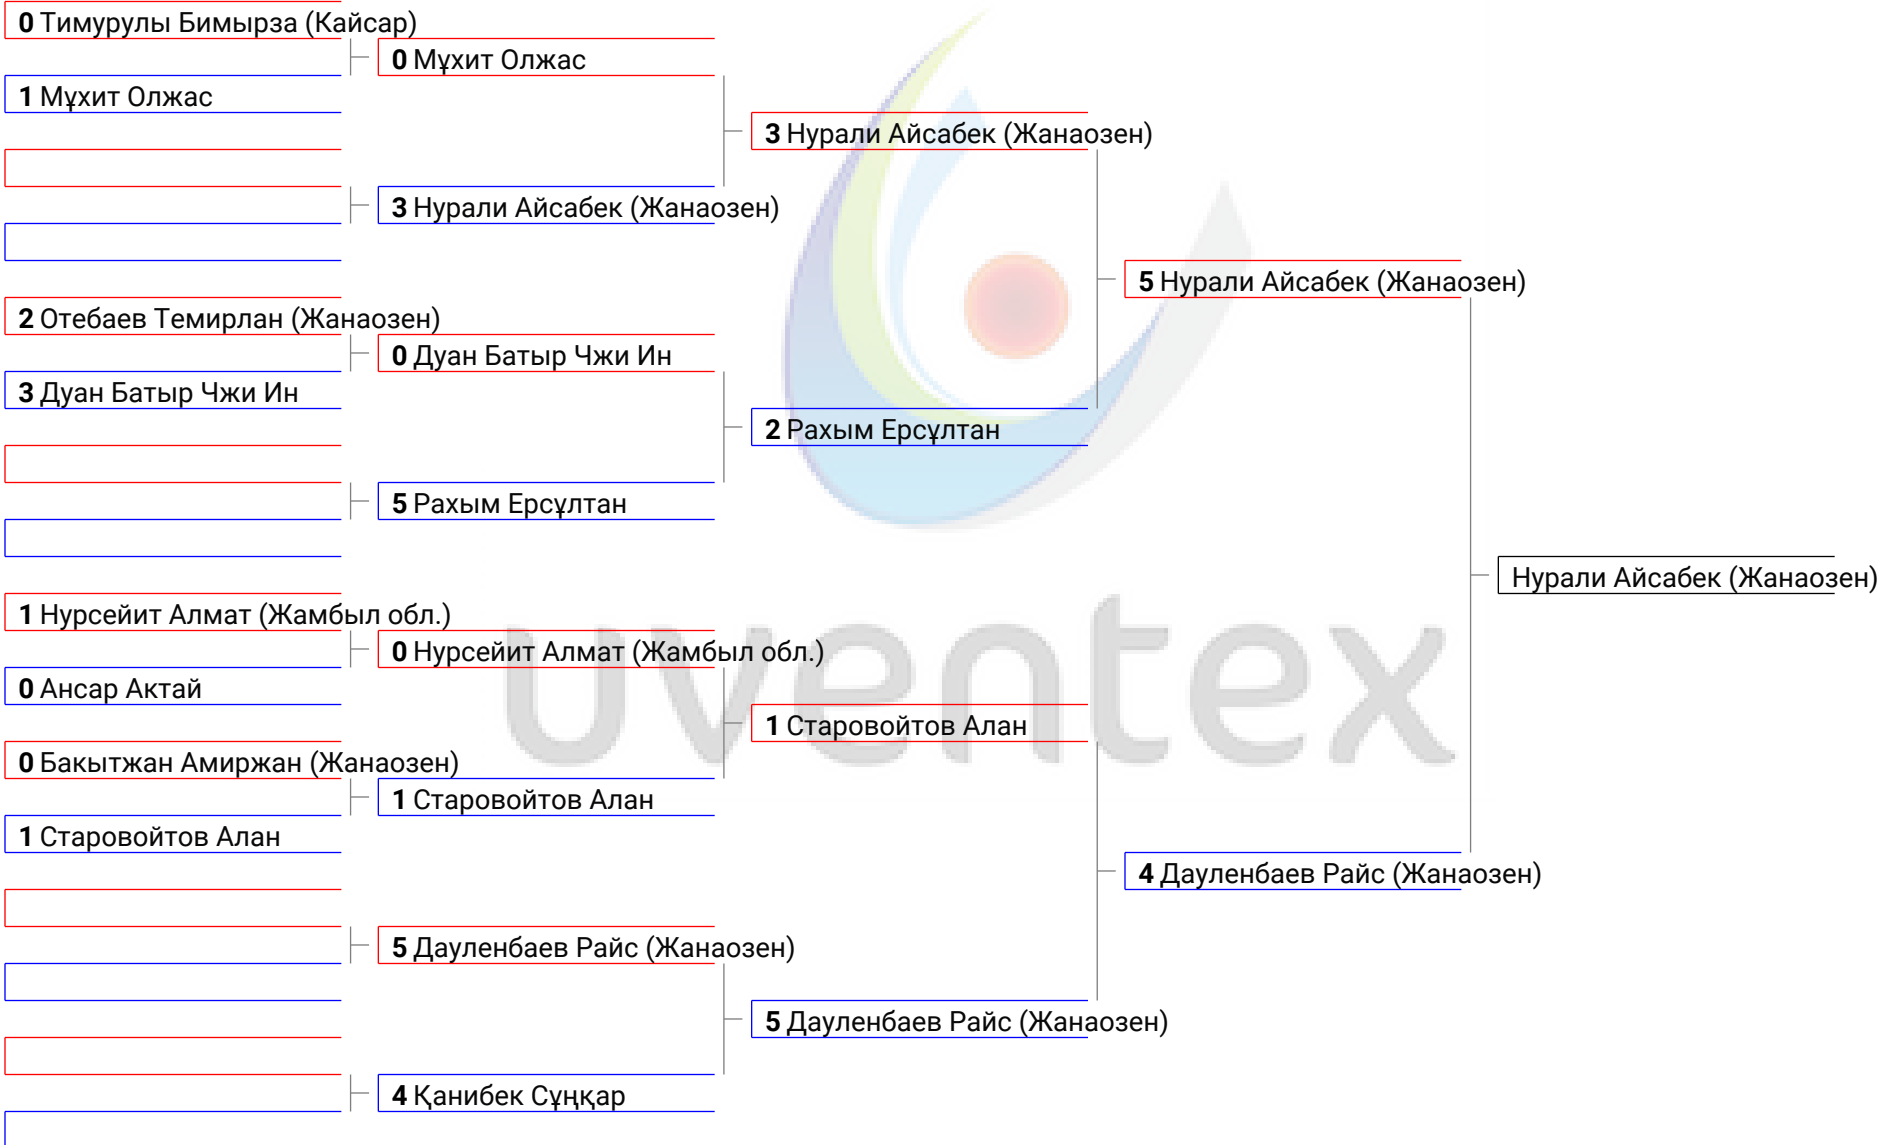 0 Тимурулы Бимырза (Кайсар)
0 Мұхит Олжас
1 Мұхит Олжас
3 Нурали Айсабек (Жанаозен)
3 Нурали Айсабек (Жанаозен)
5 Нурали Айсабек (Жанаозен)
2 Отебаев Темирлан (Жанаозен)
0 Дуан Батыр Чжи Ин
3 Дуан Батыр Чжи Ин
2 Рахым Ерсұлтан
5 Рахым Ерсұлтан
Нурали Айсабек (Жанаозен)
1 Нурсейит Алмат (Жамбыл обл.)
0 Нурсейит Алмат (Жамбыл обл.)
0 Ансар Актай
uventex
1 Старовойтов Алан
0 Бакытжан Амиржан (Жанаозен)
1 Старовойтов Алан
1 Старовойтов Алан
4 Дауленбаев Райс (Жанаозен)
5 Дауленбаев Райс (Жанаозен)
5 Дауленбаев Райс (Жанаозен)
4 Қанибек Сұңқар